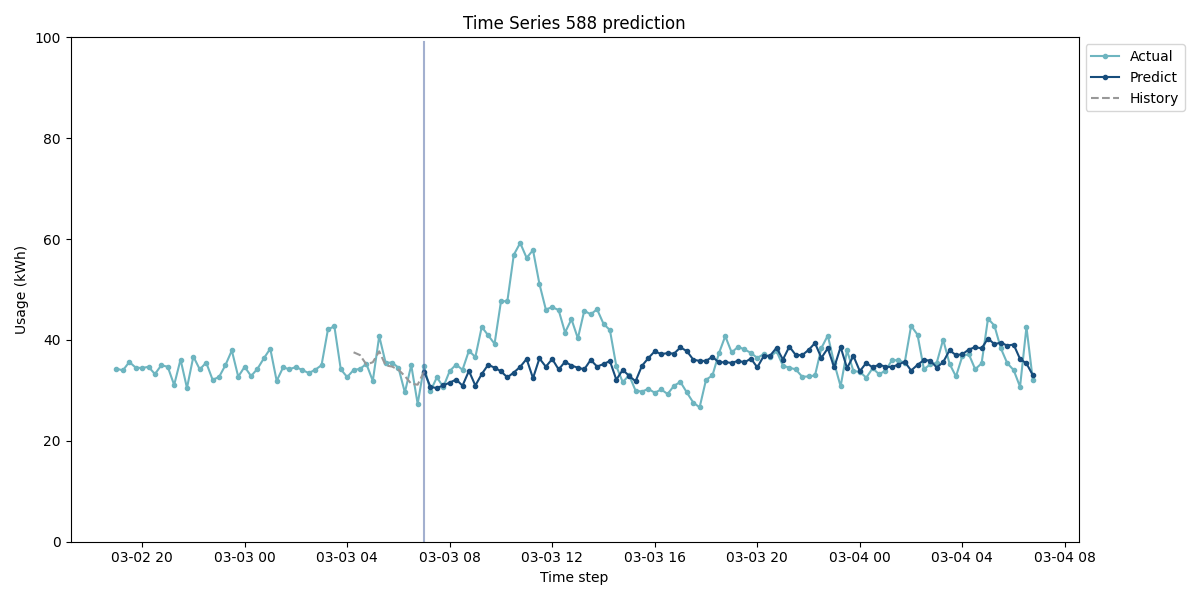 Time Series 588 prediction
Usage (kWh)
100
80
60
40
20
0
03-02 20
03-03 00
03-03 04
03-03 08
03-03 12
03-03 16
03-03 20
03-04 00
03-04 04
03-04 08
Time step
Actual
Predict
History